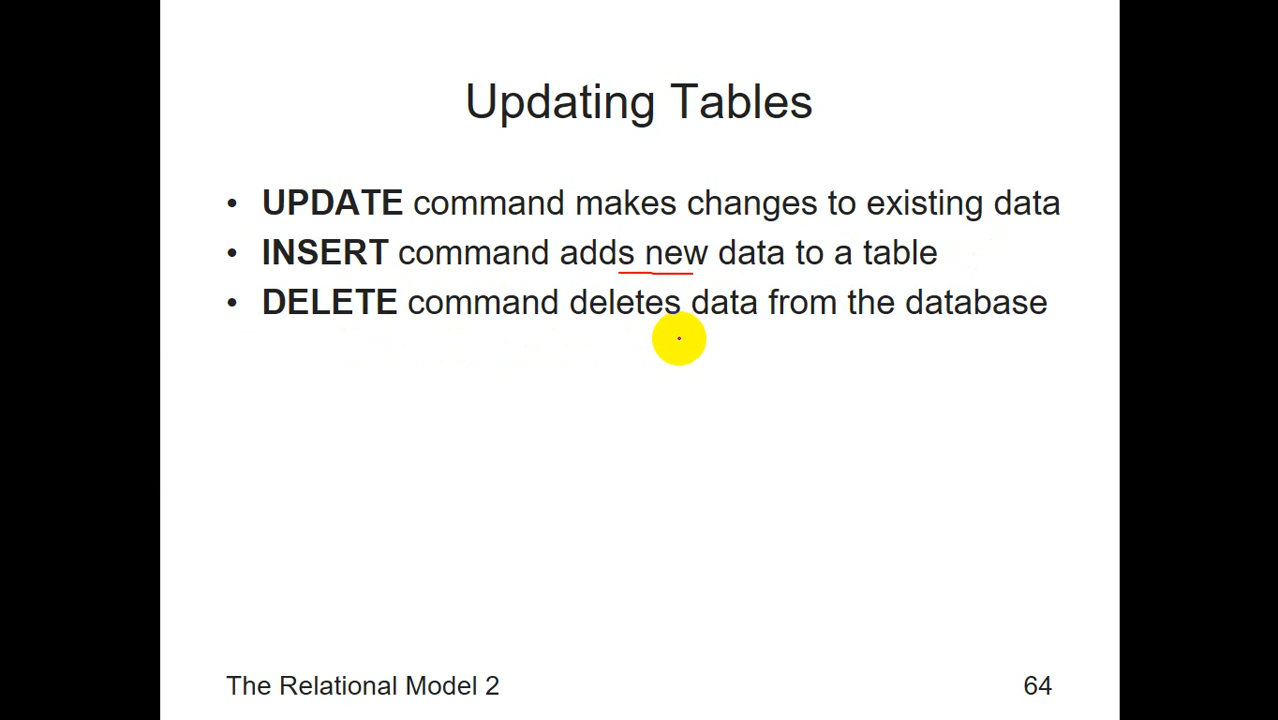 Updating Tables
• UPDATE command makes changes to existing data
• INSERT command adds new data to a table
• DELETE command deletes data from the database
The Relational Model 2
64